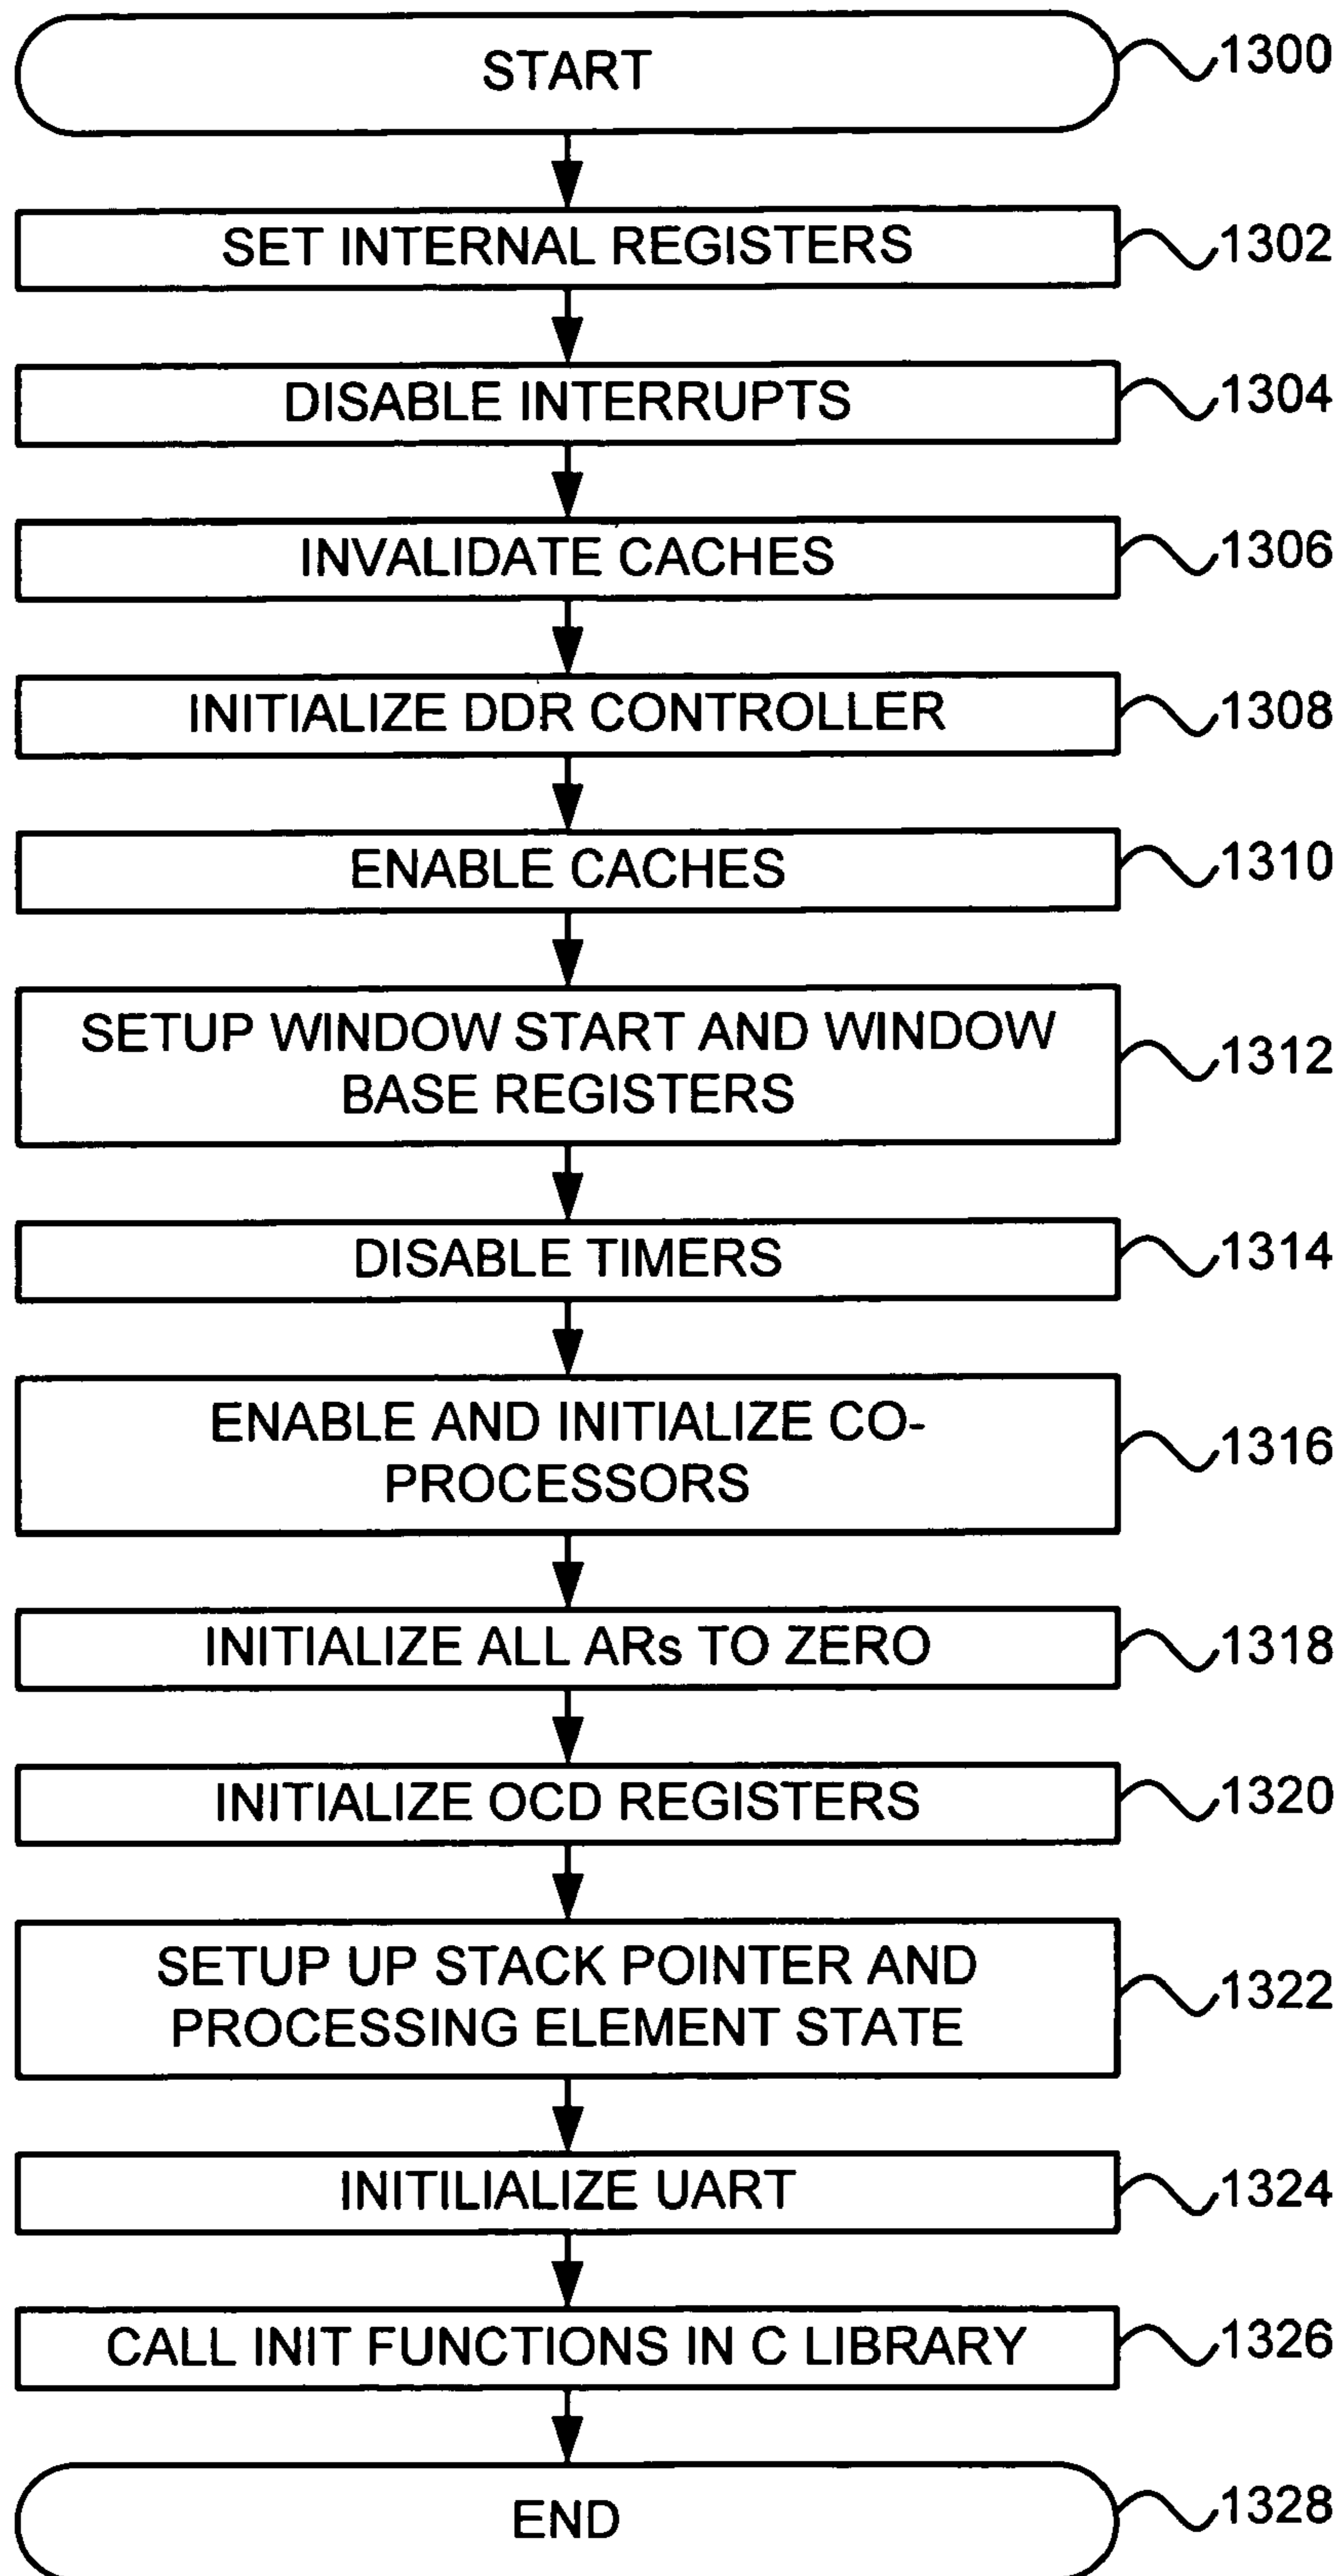 START
1300
SET INTERNAL REGISTERS
1302
DISABLE INTERRUPTS
1304
INVALIDATE CACHES
1306
INITIALIZE DDR CONTROLLER
1308
ENABLE CACHES
1310
SETUP WINDOW START AND WINDOW
BASE REGISTERS
1312
DISABLE TIMERS
1314
ENABLE AND INITIALIZE CO-
PROCESSORS
1316
INITIALIZE ALL ARs TO ZERO
1318
INITIALIZE OCD REGISTERS
1320
SETUP UP STACK POINTER AND
PROCESSING ELEMENT STATE
1322
INITILIALIZE UART
1324
CALL INIT FUNCTIONS IN C LIBRARY
1326
END
1328